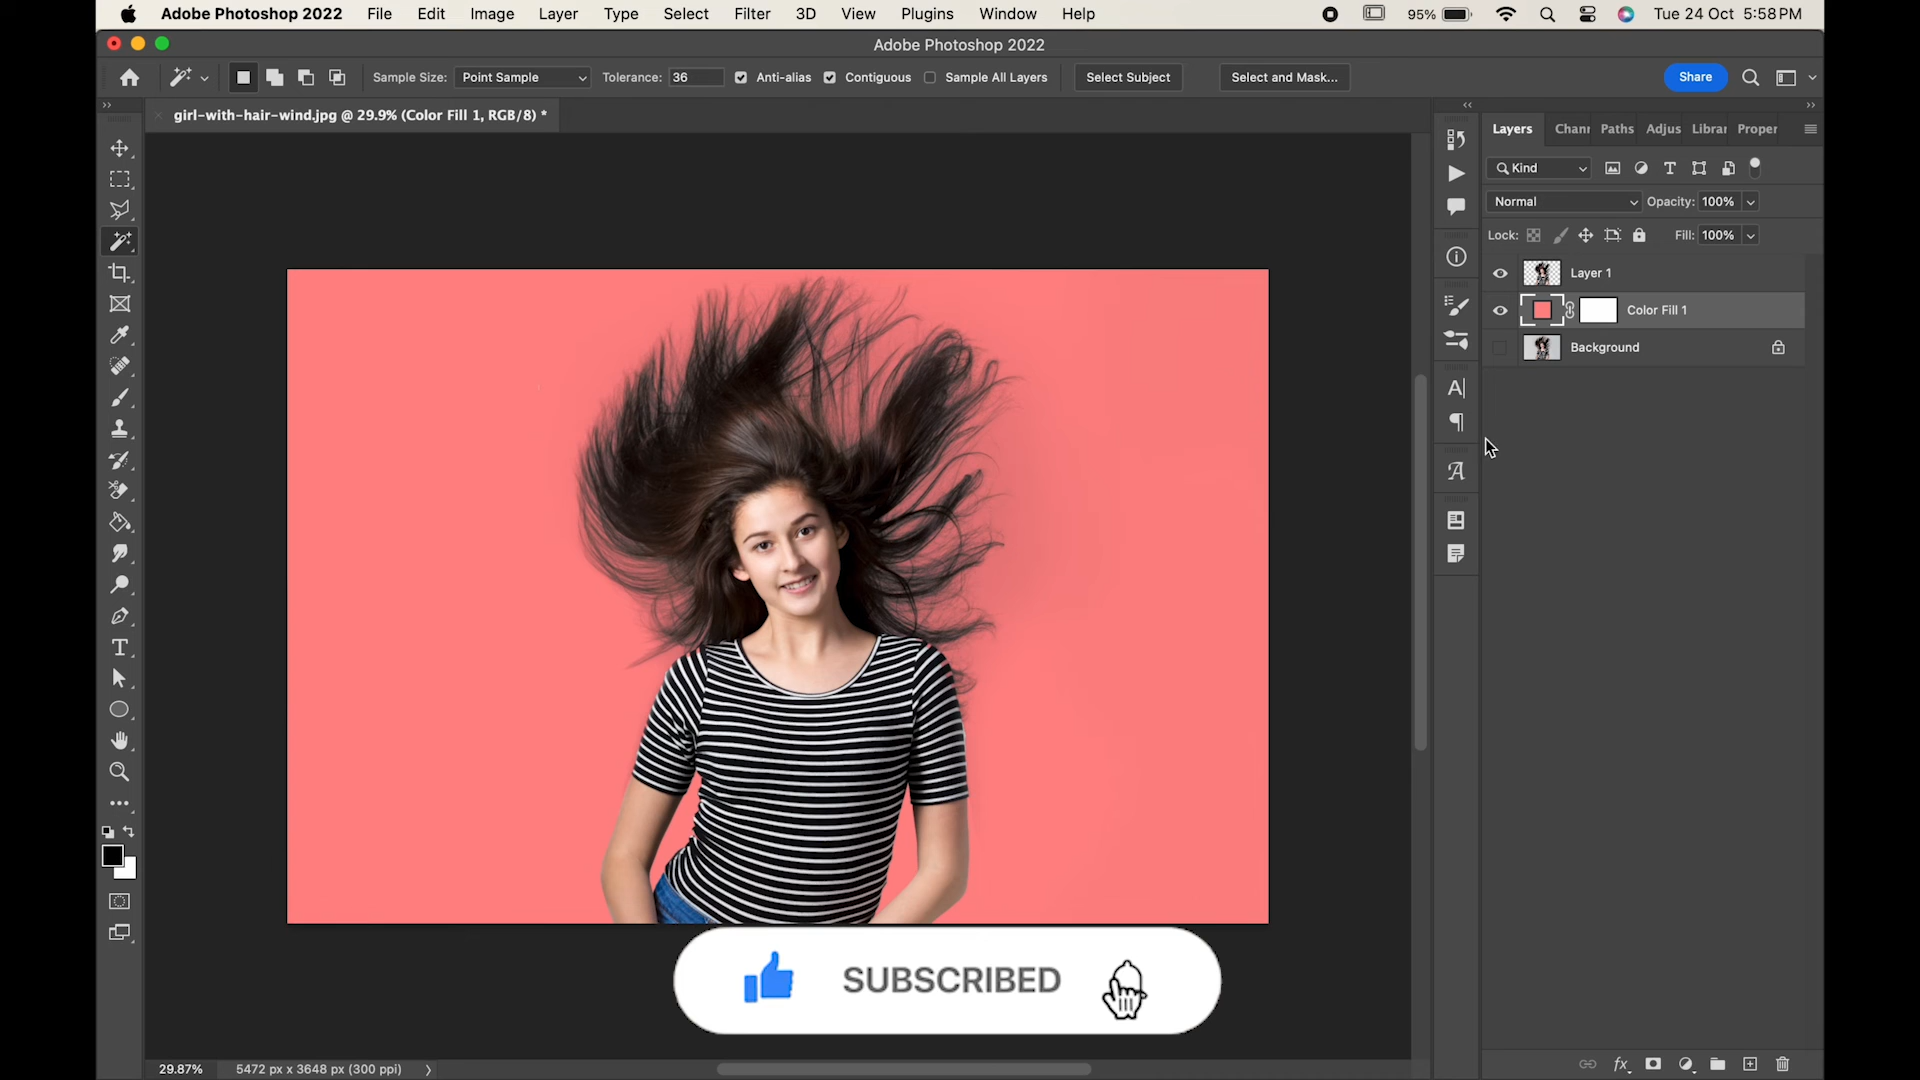 Adobe Photoshop 2022 File Edit Image Layer Type Select Filter 3D View Plugins Window Help 95% Tue 24 Oct 5:58 PM
Adobe Photoshop 2022
Sample Size: Point Sample Tolerance: 36 Anti-alias Contiguous Sample All Layers Select Subject Select and Mask... Share
girl-with-hair-wind.jpg @ 29.9% (Color Fill 1, RGB/8) *
Layers Chann Paths Adjus Librar Proper
Kind
Normal Opacity: 100%
Lock: Fill: 100%
Layer 1
Color Fill 1
Background
SUBSCRIBED
29.87% 5472 px x 3648 px (300 ppi)